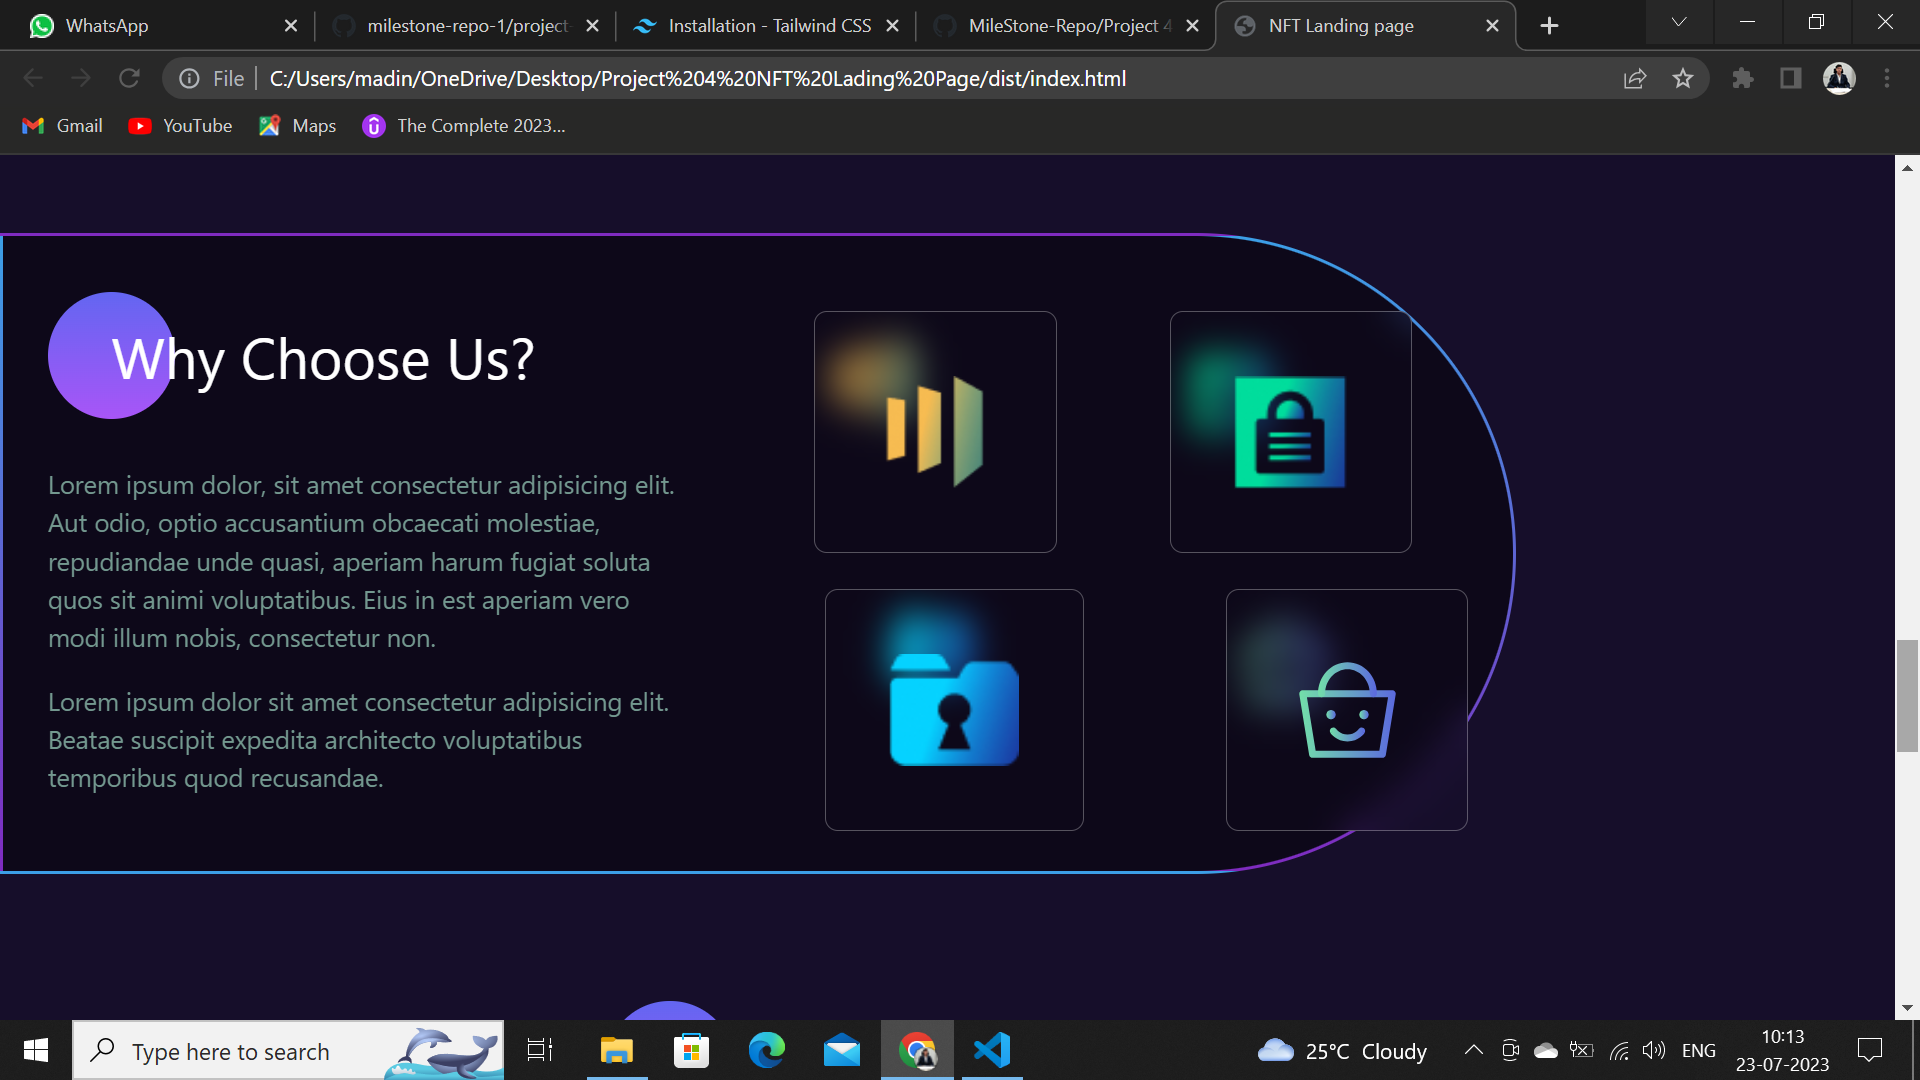 WhatsApp
milestone-repo-1/project-
Installation - Tailwind CSS
MileStone-Repo/Project 4
NFT Landing page
File
C:/Users/madin/OneDrive/Desktop/Project%204%20NFT%20Lading%20Page/dist/index.html
Gmail
YouTube
Maps
The Complete 2023...
Why Choose Us?
Lorem ipsum dolor, sit amet consectetur adipisicing elit.
Aut odio, optio accusantium obcaecati molestiae,
repudiandae unde quasi, aperiam harum fugiat soluta
quos sit animi voluptatibus. Eius in est aperiam vero
modi illum nobis, consectetur non.
Lorem ipsum dolor sit amet consectetur adipisicing elit.
Beatae suscipit expedita architecto voluptatibus
temporibus quod recusandae.
Type here to search
25°C Cloudy
ENG
10:13
23-07-2023